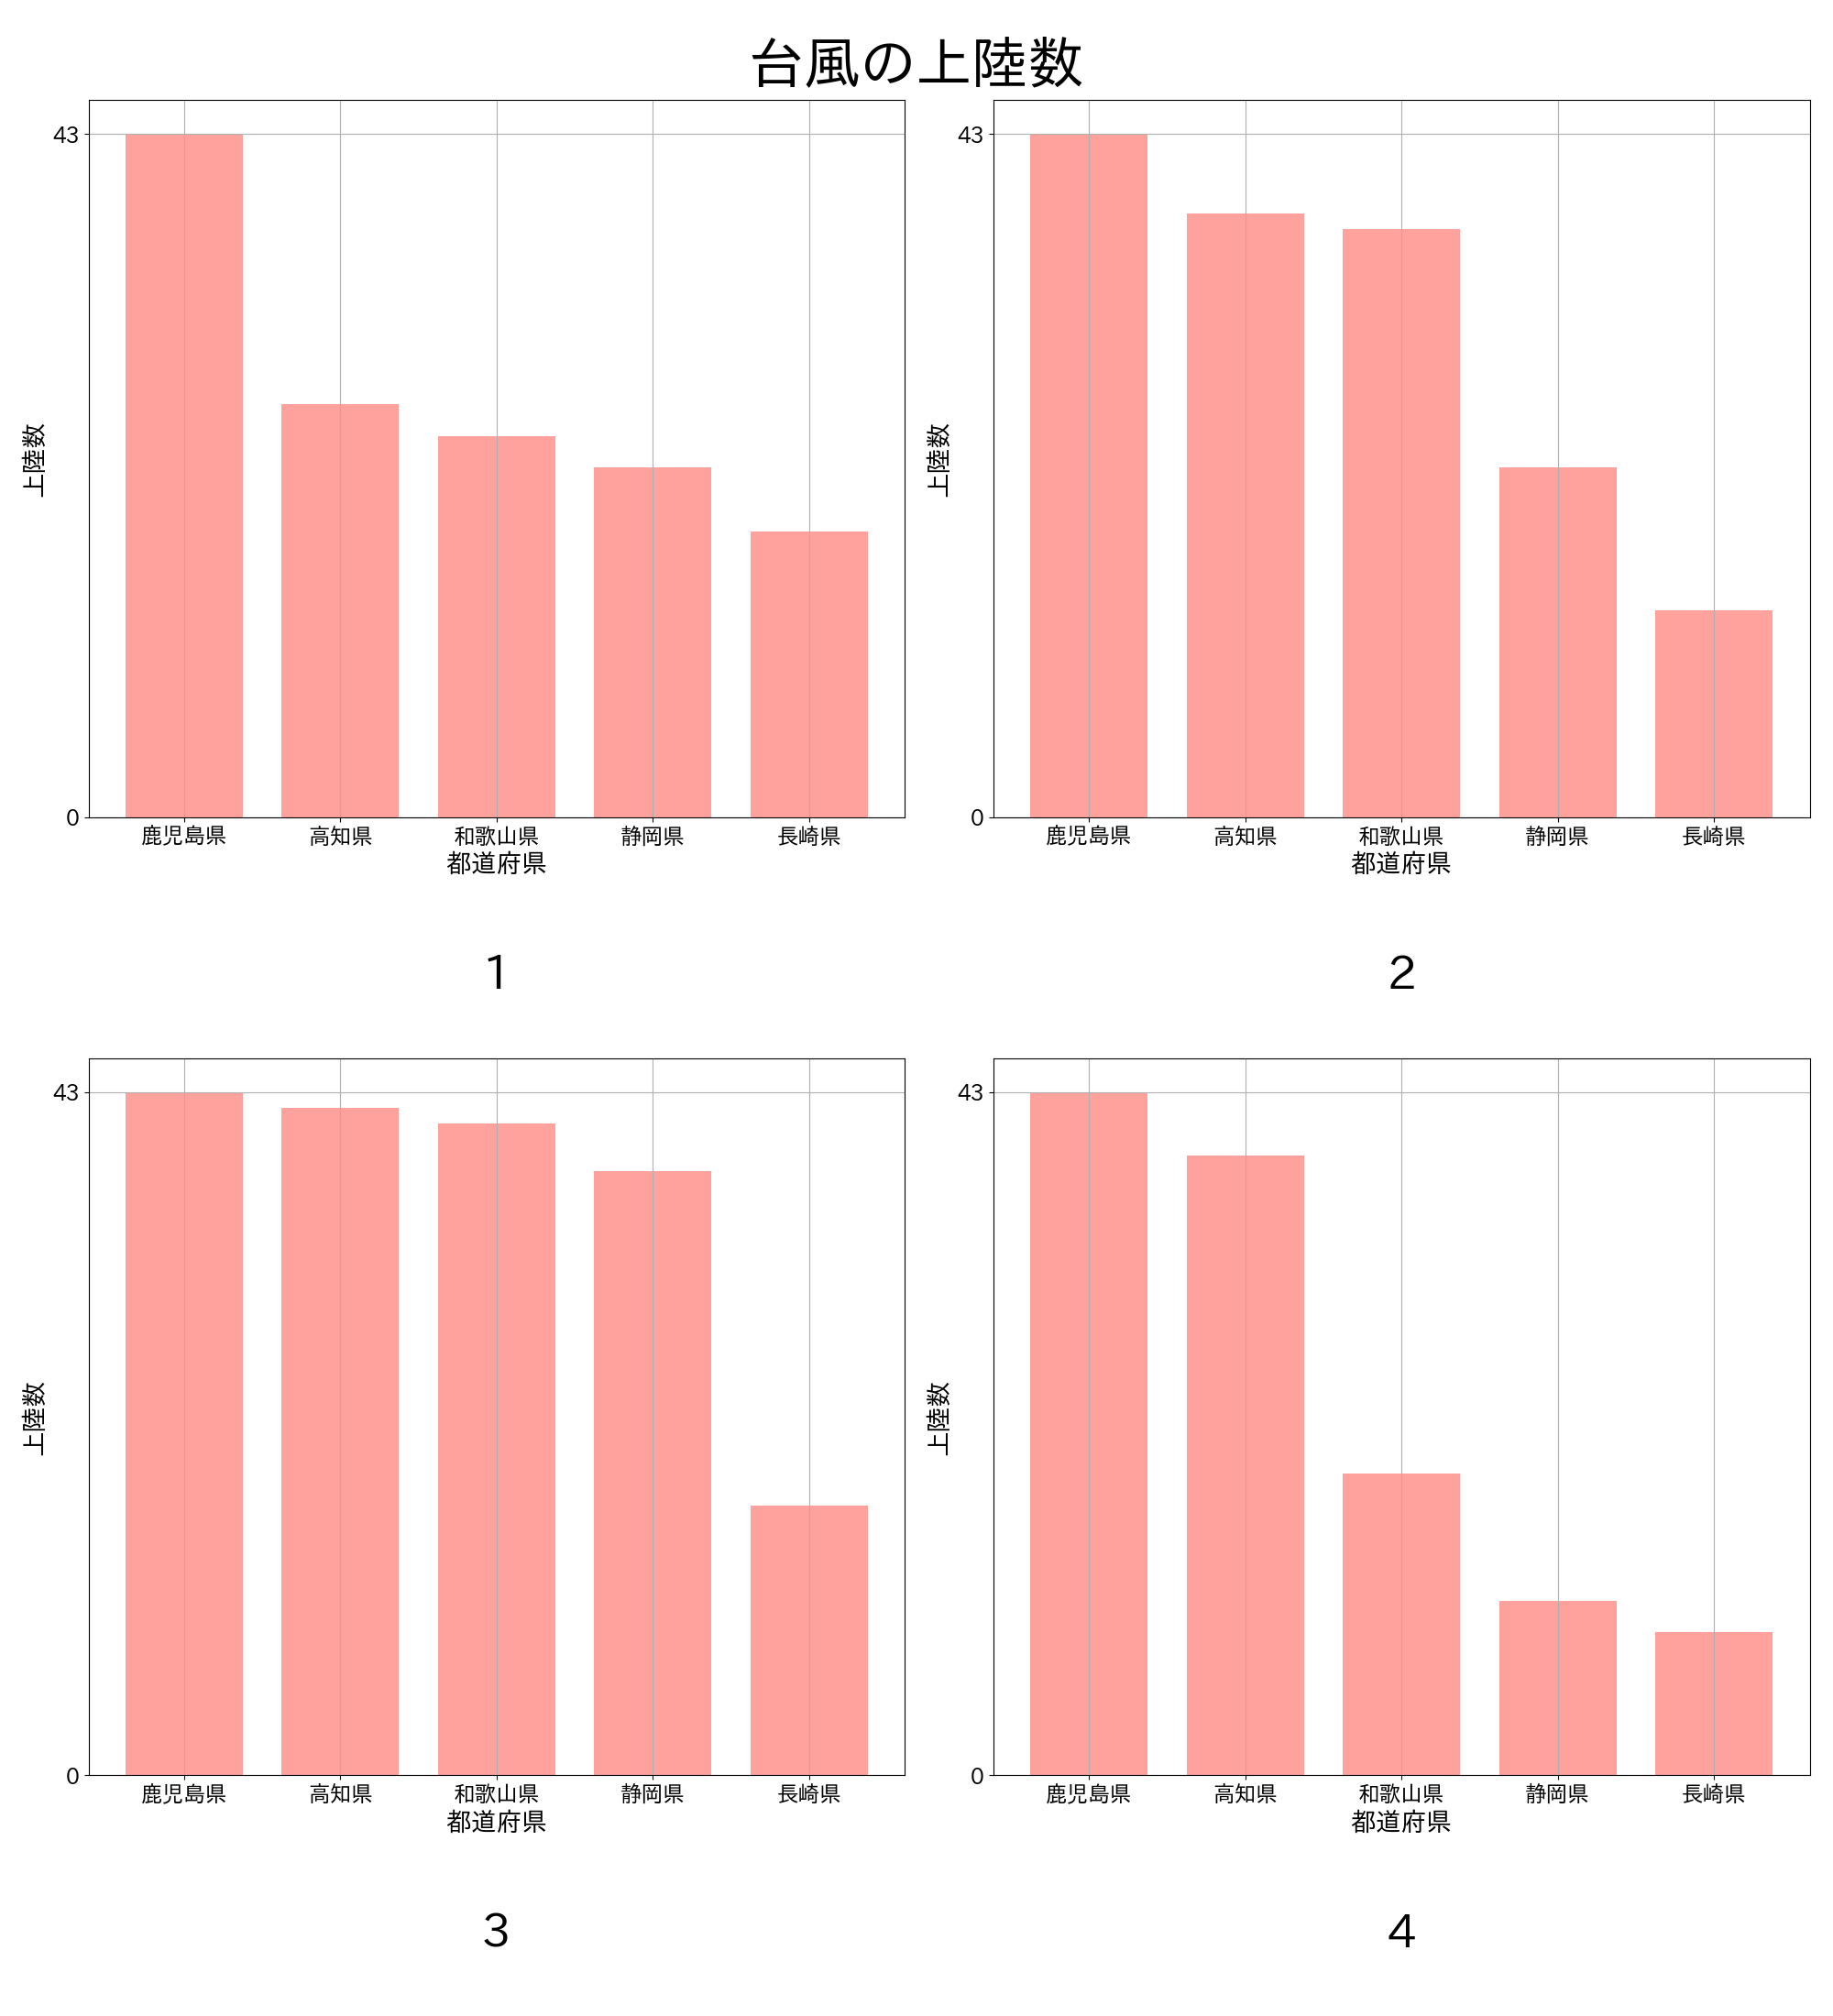 台風の上陸数
43
0
上陸数
鹿児島県 高知県 和歌山県 静岡県 長崎県
都道府県
1
43
0
上陸数
鹿児島県 高知県 和歌山県 静岡県 長崎県
都道府県
2
43
0
上陸数
鹿児島県 高知県 和歌山県 静岡県 長崎県
都道府県
3
43
0
上陸数
鹿児島県 高知県 和歌山県 静岡県 長崎県
都道府県
4